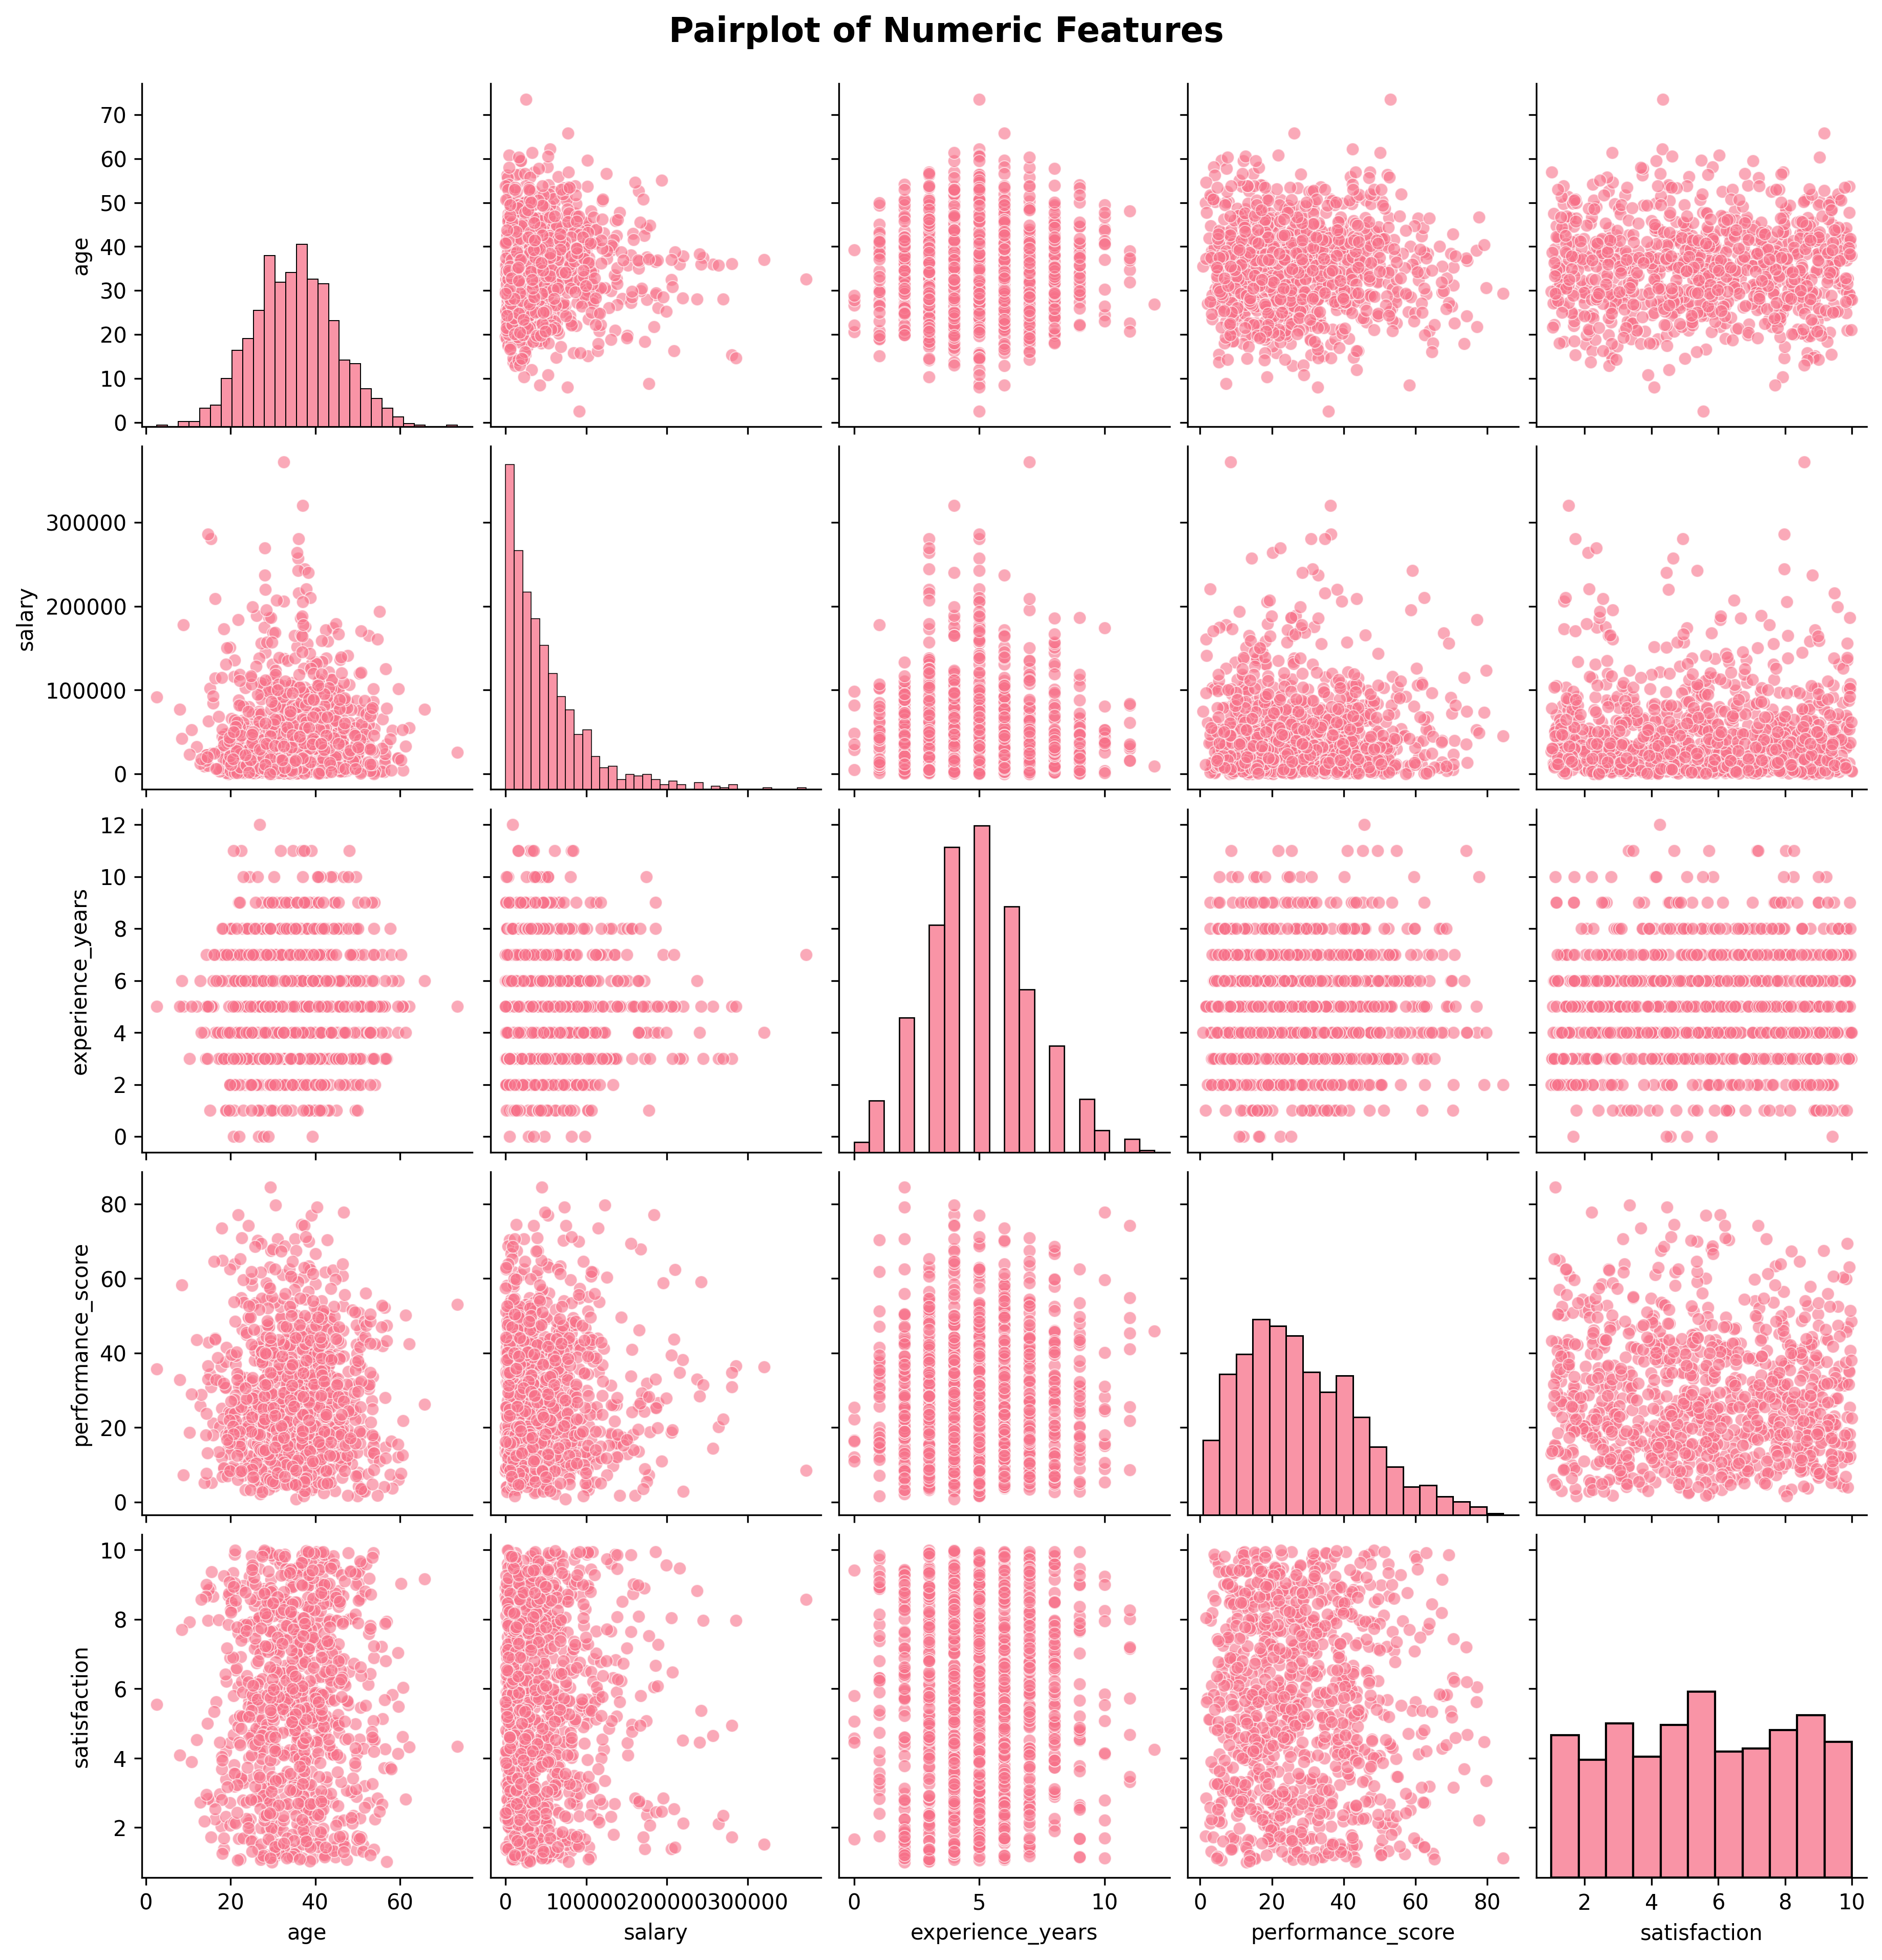 Pairplot of Numeric Features
70
60
50
40
30
20
10
0
age
300000
200000
100000
0
salary
12
10
8
6
4
2
0
experience_years
80
60
40
20
0
performance_score
10
8
6
4
2
satisfaction
0 20 40 60
age
0 100000 200000 300000
salary
0 5 10
experience_years
0 20 40 60 80
performance_score
2 4 6 8 10
satisfaction